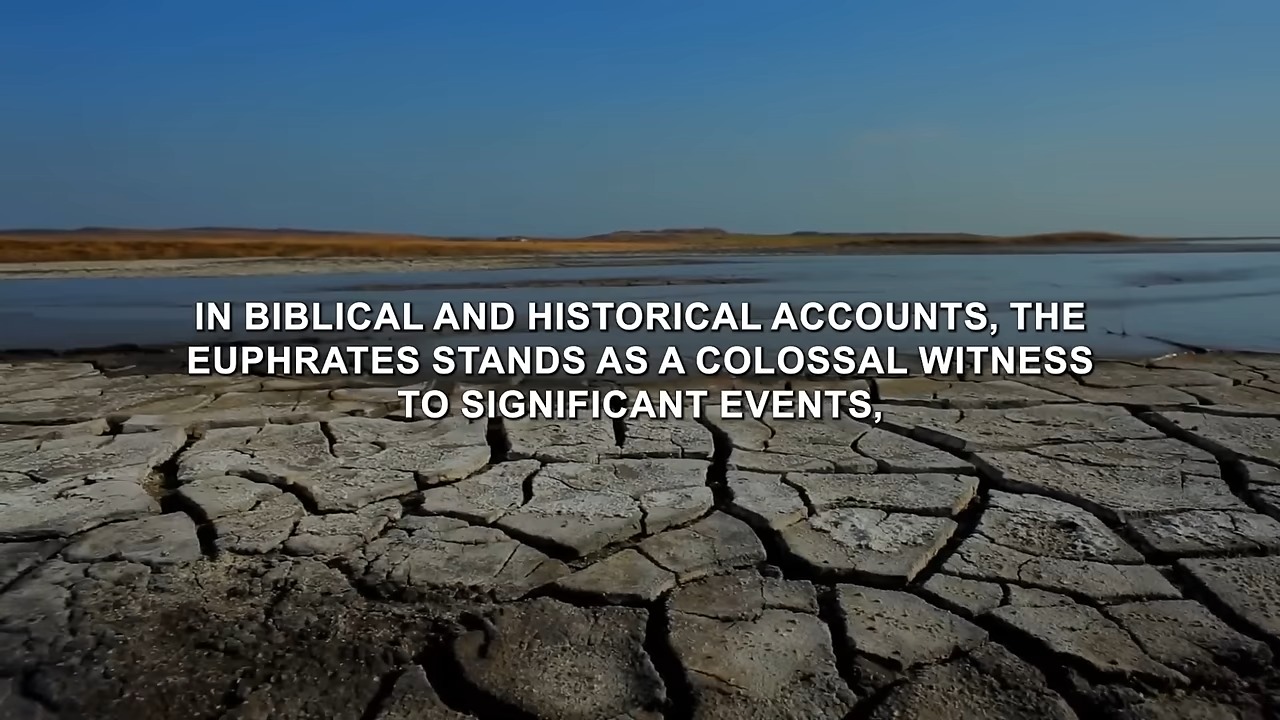 IN BIBLICAL AND HISTORICAL ACCOUNTS, THE
EUPHRATES STANDS AS A COLOSSAL WITNESS
TO SIGNIFICANT EVENTS,